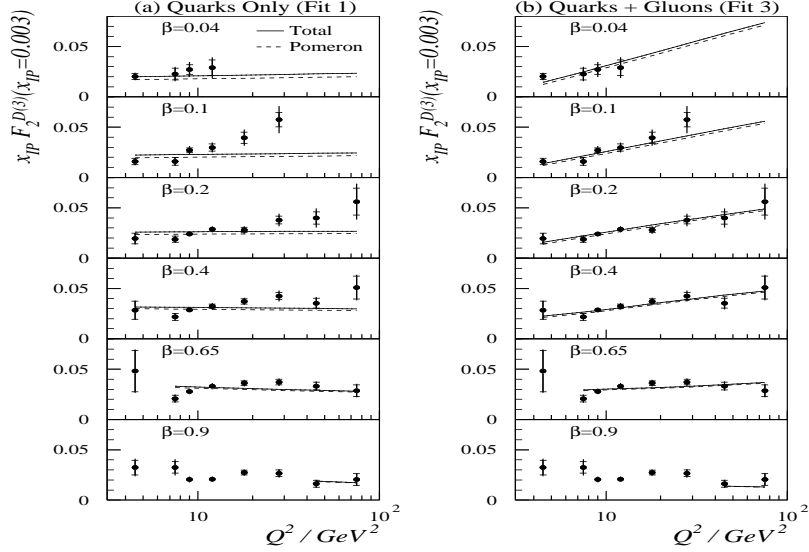 (a) Quarks Only (Fit 1)
x_IP F_2^D(3)(x_IP=0.003)
β=0.04
Total
Pomeron
0.05
0
β=0.1
0.05
0
β=0.2
0.05
0
β=0.4
0.05
0
β=0.65
0.05
0
β=0.9
0.05
0
10
10^2
Q^2 / GeV^2
(b) Quarks + Gluons (Fit 3)
x_IP F_2^D(3)(x_IP=0.003)
β=0.04
0.05
0
β=0.1
0.05
0
β=0.2
0.05
0
β=0.4
0.05
0
β=0.65
0.05
0
β=0.9
0.05
0
10
10^2
Q^2 / GeV^2